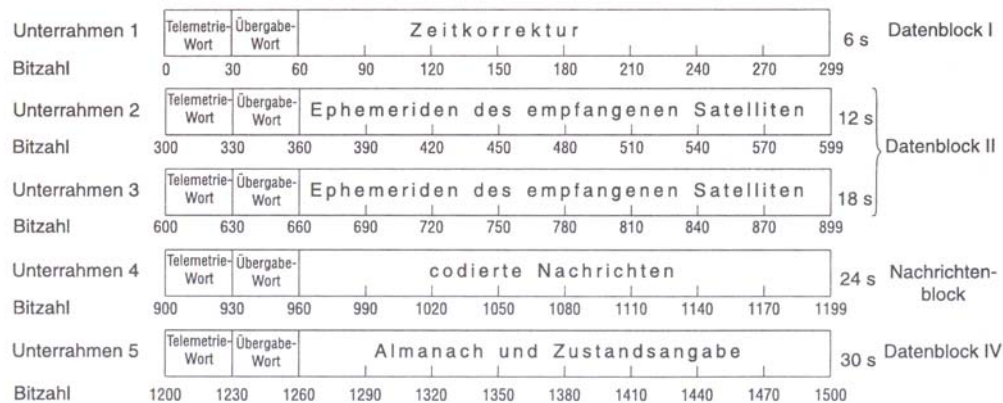 Unterrahmen 1 Telemetrie-Wort Übergabe-Wort Zeitkorrektur 6 s Datenblock I
Bitzahl 0 30 60 90 120 150 180 210 240 270 299
Unterrahmen 2 Telemetrie-Wort Übergabe-Wort Ephemeriden des empfangenen Satelliten 12 s
Bitzahl 300 330 360 390 420 450 480 510 540 570 599
Datenblock II
Unterrahmen 3 Telemetrie-Wort Übergabe-Wort Ephemeriden des empfangenen Satelliten 18 s
Bitzahl 600 630 660 690 720 750 780 810 840 870 899
Unterrahmen 4 Telemetrie-Wort Übergabe-Wort codierte Nachrichten 24 s Nachrichten-block
Bitzahl 900 930 960 990 1020 1050 1080 1110 1140 1170 1199
Unterrahmen 5 Telemetrie-Wort Übergabe-Wort Almanach und Zustandsangabe 30 s Datenblock IV
Bitzahl 1200 1230 1260 1290 1320 1350 1380 1410 1440 1470 1500